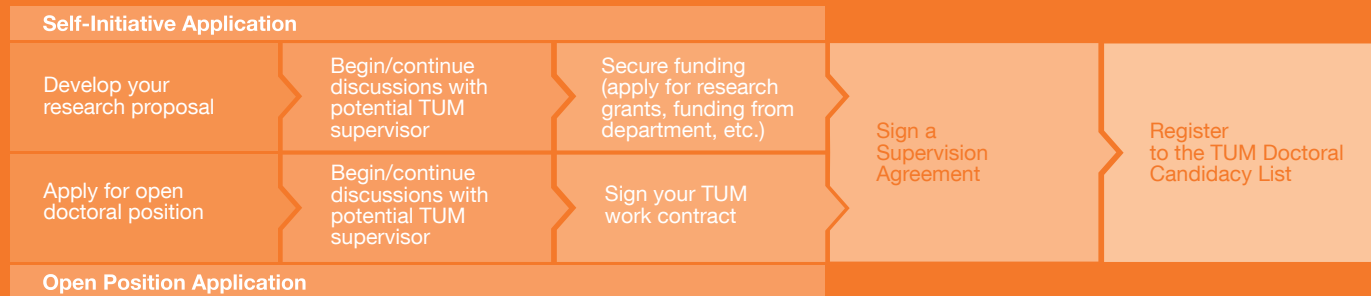 Self-Initiative Application
Develop your
research proposal
Begin/continue
discussions with
potential TUM
supervisor
Secure funding
(apply for research
grants, funding from
department, etc.)
Apply for open
doctoral position
Begin/continue
discussions with
potential TUM
supervisor
Sign your TUM
work contract
Sign a
Supervision
Agreement
Register
to the TUM Doctoral
Candidacy List
Open Position Application